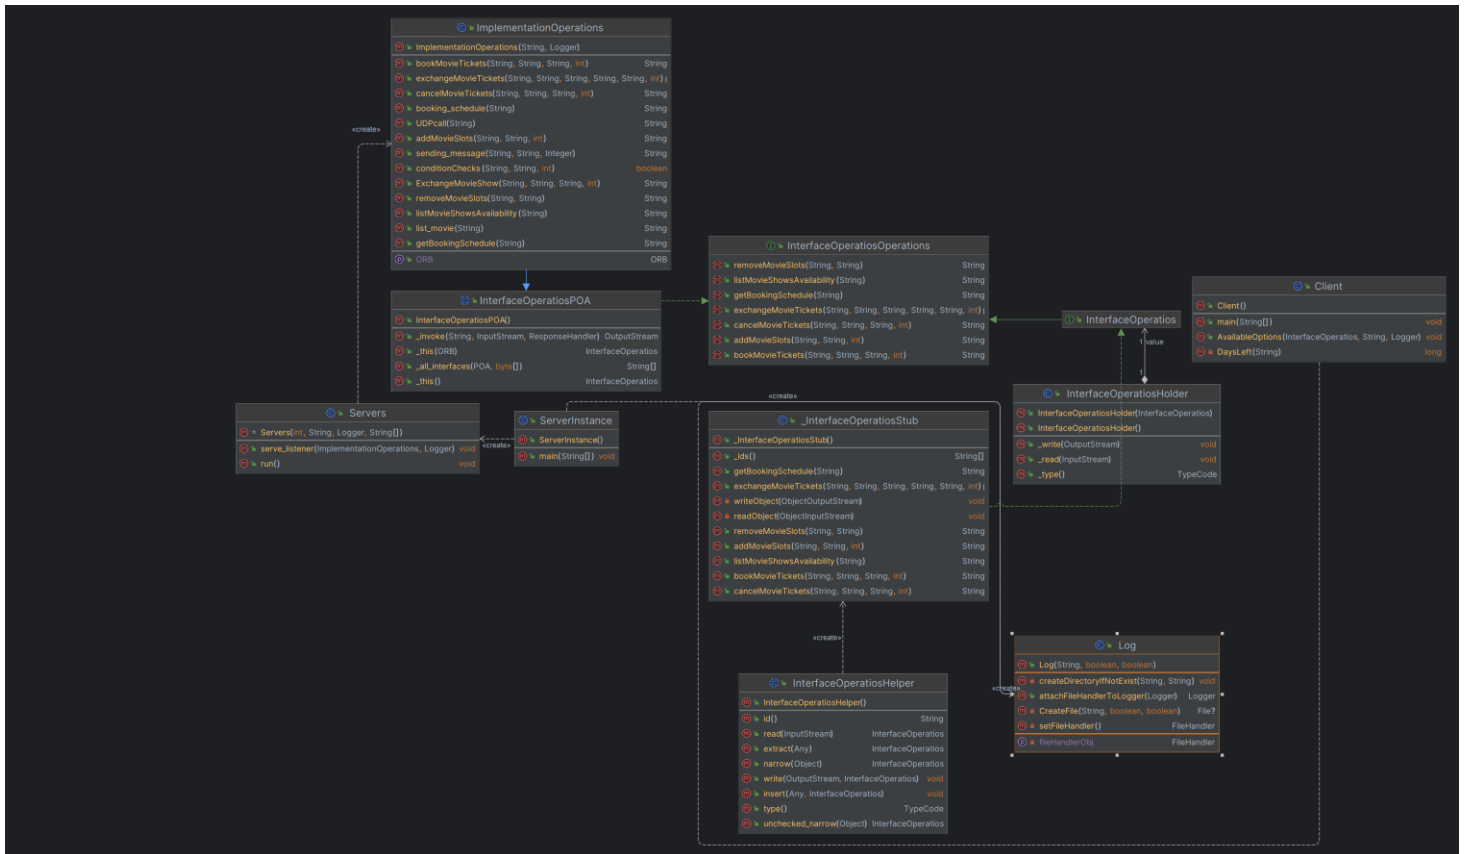 ImplementationOperations
ImplementationOperations(String, Logger)
bookMovieTickets(String, String, String, int) String
exchangeMovieTickets(String, String, String, String, String, int)
cancelMovieTickets(String, String, String, int) String
booking_schedule(String) String
UDPcall(String) String
addMovieSlots(String, String, int) String
sending_message(String, String, Integer) String
conditionChecks(String, String, int) boolean
ExchangeMovieShow(String, String, String, int) String
removeMovieSlots(String, String) String
listMovieShowsAvailability(String) String
list_movie(String) String
getBookingSchedule(String) String
ORB ORB
«create»
InterfaceOperatiosPOA
InterfaceOperatiosPOA()
_invoke(String, InputStream, ResponseHandler) OutputStream
_this(ORB) InterfaceOperatios
_all_interfaces(POA, byte[]) String[]
_this() InterfaceOperatios
InterfaceOperatiosOperations
removeMovieSlots(String, String) String
listMovieShowsAvailability(String) String
getBookingSchedule(String) String
exchangeMovieTickets(String, String, String, String, String, int)
cancelMovieTickets(String, String, String, int) String
addMovieSlots(String, String, int) String
bookMovieTickets(String, String, String, int) String
InterfaceOperatios
1 value
1
Client
Client()
main(String[]) void
AvailableOptions(InterfaceOperatios, String, Logger) void
DaysLeft(String) long
InterfaceOperatiosHolder
InterfaceOperatiosHolder(InterfaceOperatios)
InterfaceOperatiosHolder()
_write(OutputStream) void
_read(InputStream) void
_type() TypeCode
Servers
Servers(int, String, Logger, String[])
serve_listener(ImplementationOperations, Logger) void
run() void
«create»
ServerInstance
ServerInstance()
main(String[]) void
«create»
_InterfaceOperatiosStub
_InterfaceOperatiosStub()
_ids() String[]
getBookingSchedule(String) String
exchangeMovieTickets(String, String, String, String, String, int)
writeObject(ObjectOutputStream) void
readObject(ObjectInputStream) void
removeMovieSlots(String, String) String
addMovieSlots(String, String, int) String
listMovieShowsAvailability(String) String
bookMovieTickets(String, String, String, int) String
cancelMovieTickets(String, String, String, int) String
«create»
InterfaceOperatiosHelper
InterfaceOperatiosHelper()
id() String
read(InputStream) InterfaceOperatios
extract(Any) InterfaceOperatios
narrow(Object) InterfaceOperatios
write(OutputStream, InterfaceOperatios) void
insert(Any, InterfaceOperatios) void
type() TypeCode
unchecked_narrow(Object) InterfaceOperatios
«create»
Log
Log(String, boolean, boolean)
createDirectoryIfNotExist(String, String) void
attachFileHandlerToLogger(Logger) Logger
CreateFile(String, boolean, boolean) File?
setFileHandler() FileHandler
fileHandlerObj FileHandler